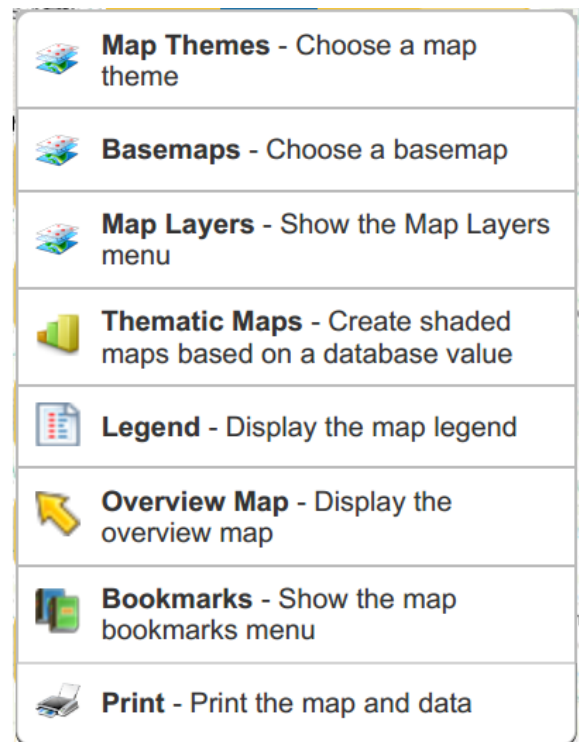 Map Themes - Choose a map
theme
Basemaps - Choose a basemap
Map Layers - Show the Map Layers
menu
Thematic Maps - Create shaded
maps based on a database value
Legend - Display the map legend
Overview Map - Display the
overview map
Bookmarks - Show the map
bookmarks menu
Print - Print the map and data